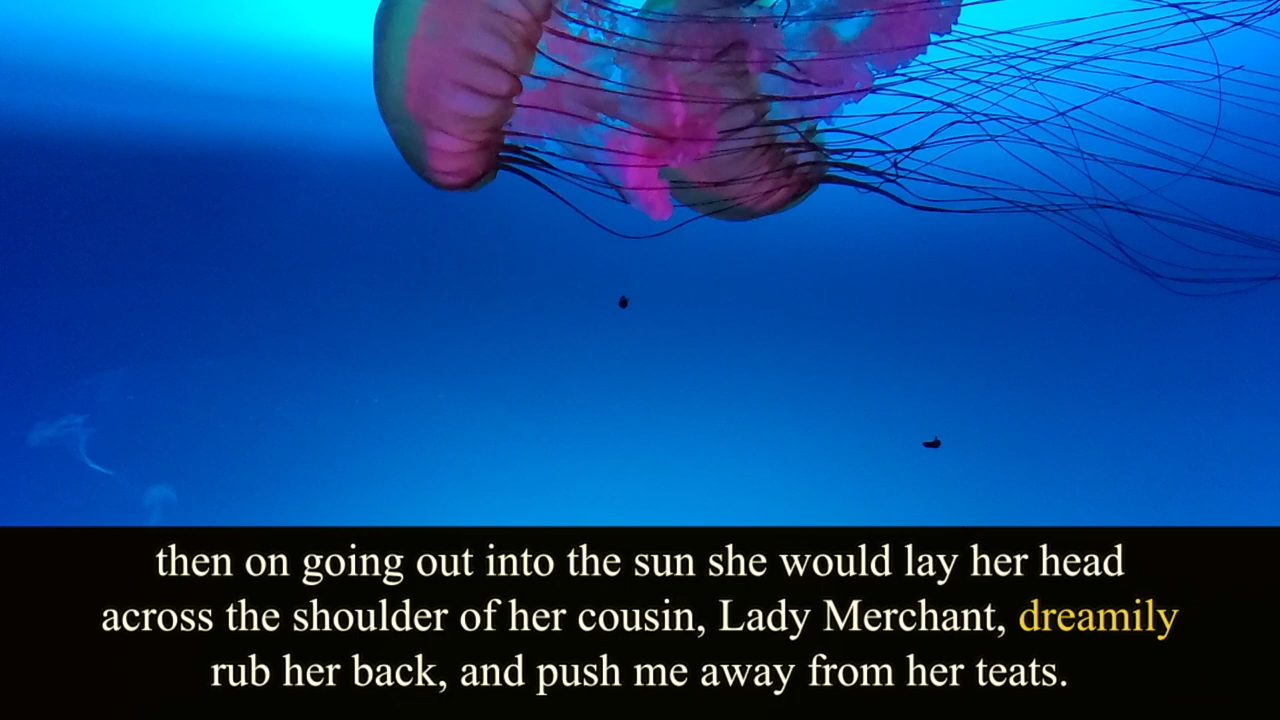 then on going out into the sun she would lay her head
across the shoulder of her cousin, Lady Merchant, dreamily
rub her back, and push me away from her teats.